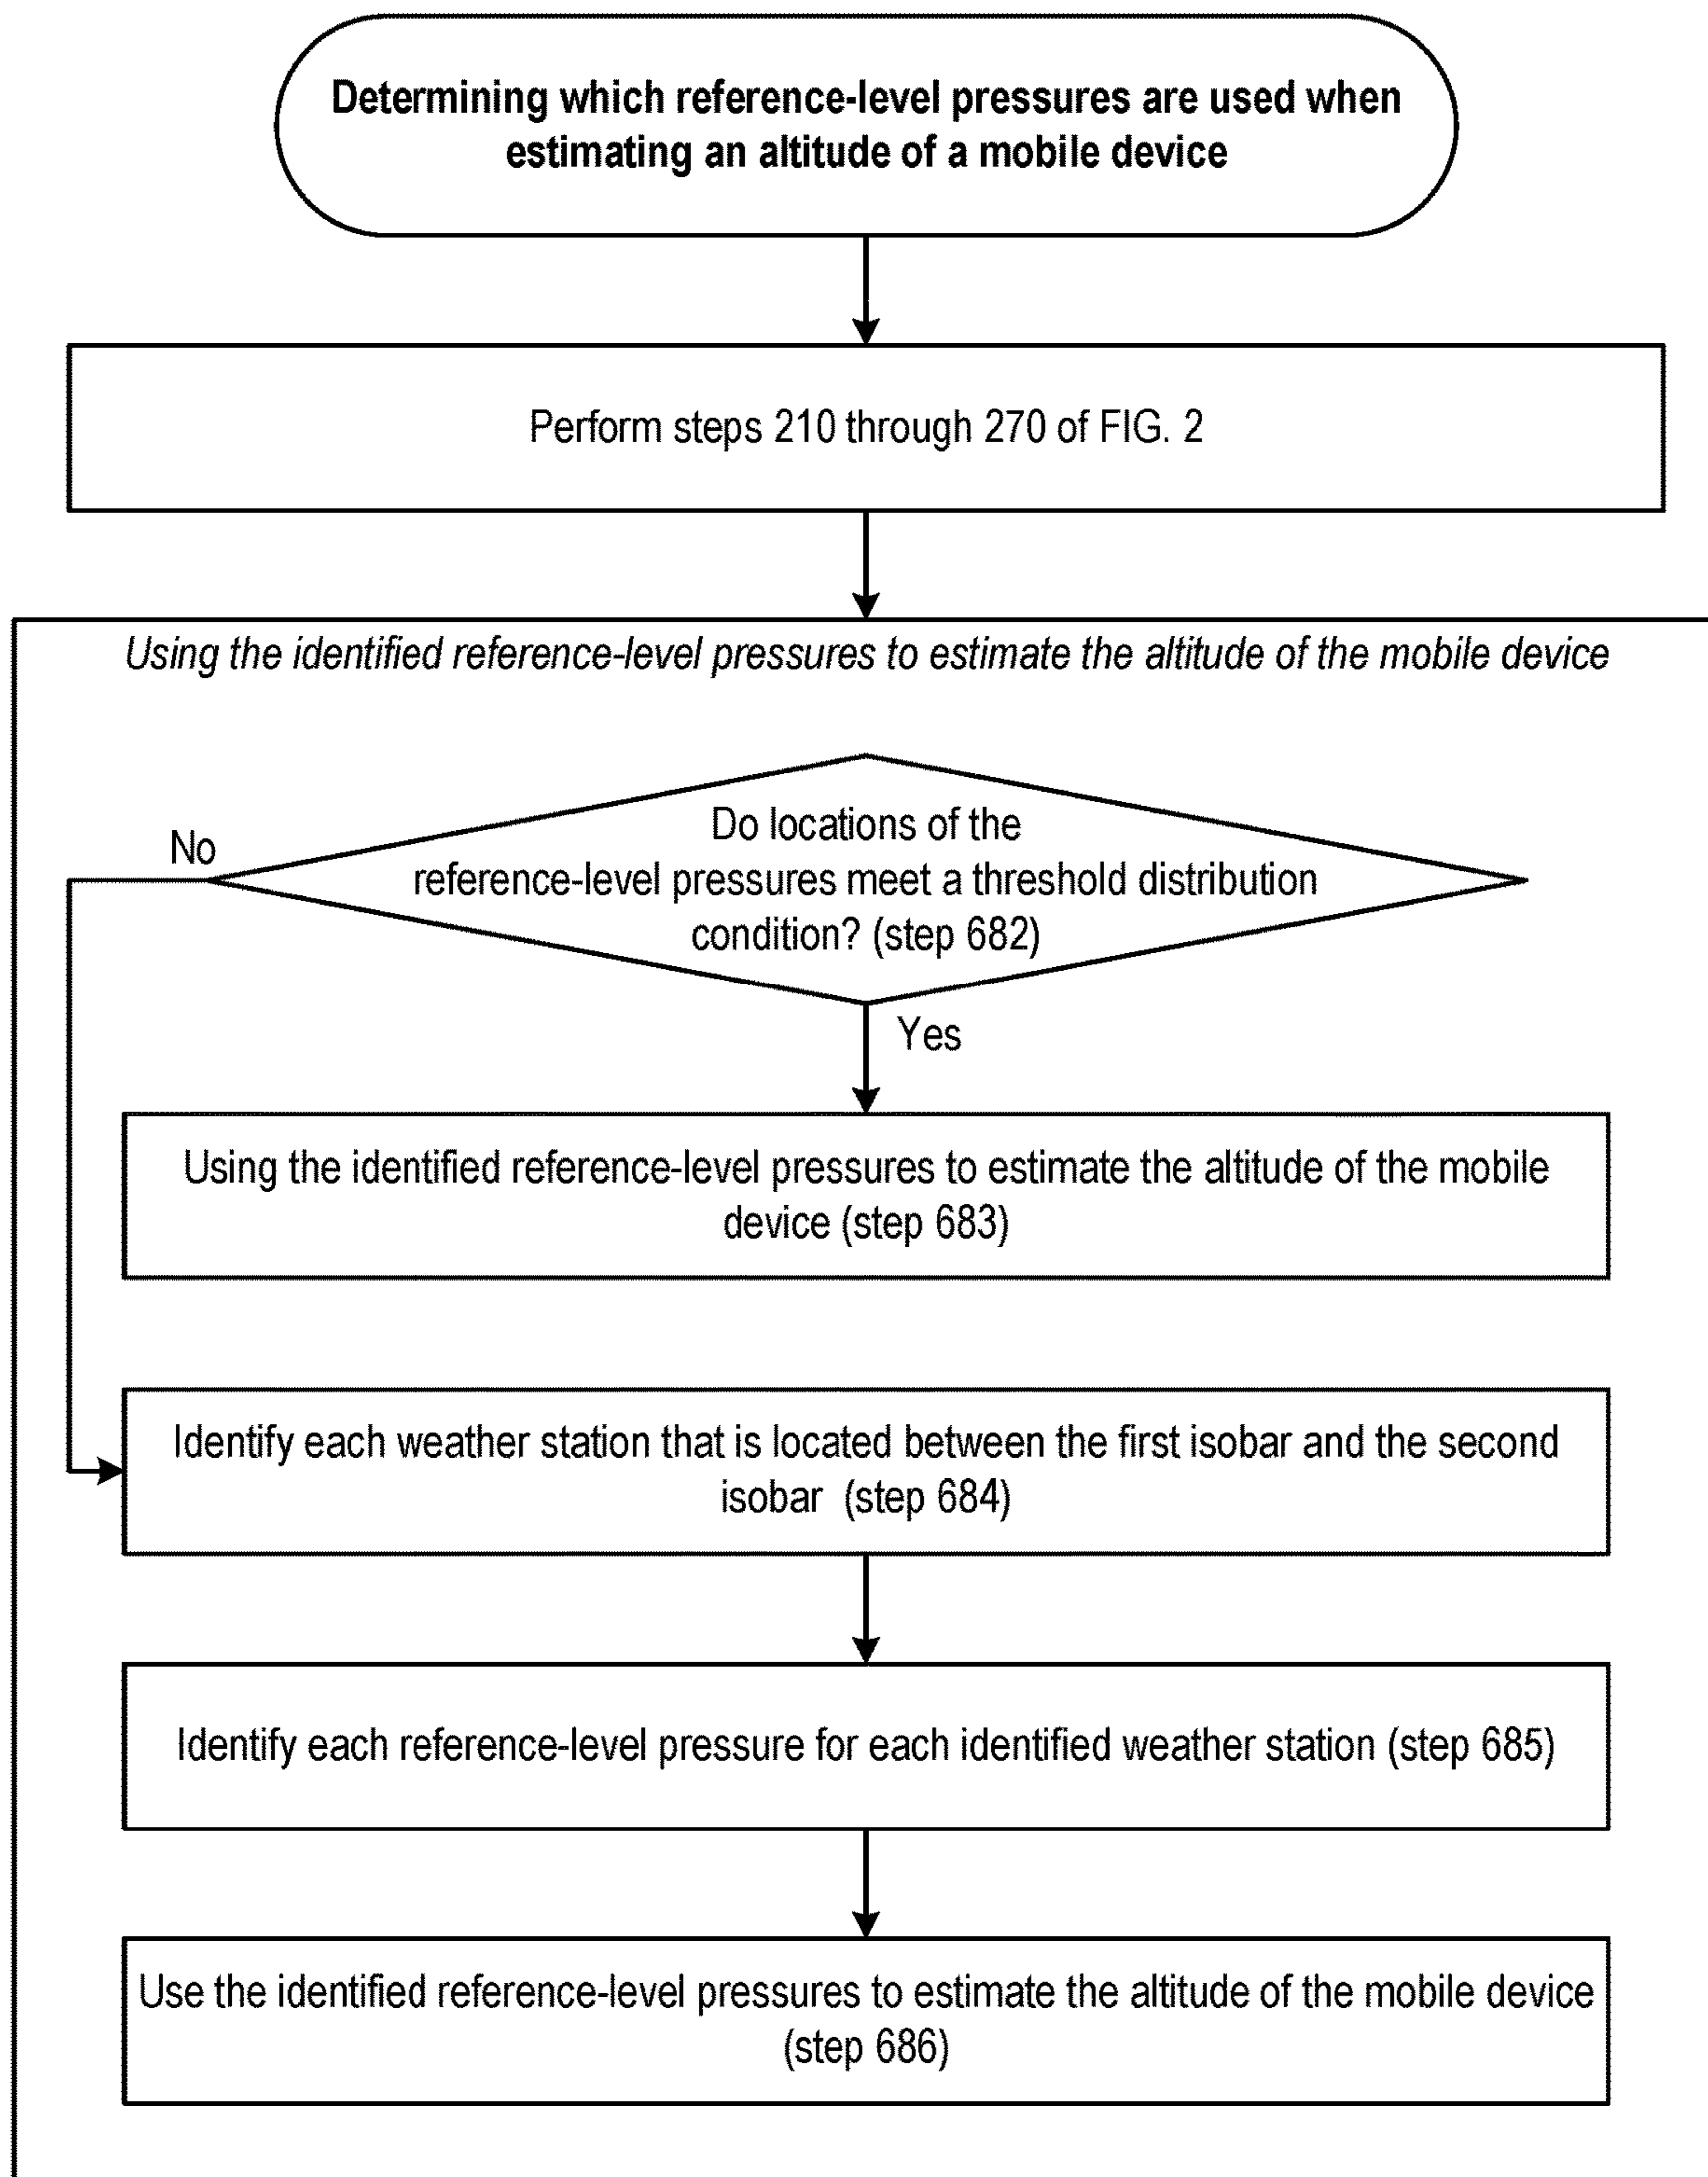 Determining which reference-level pressures are used when
estimating an altitude of a mobile device
Perform steps 210 through 270 of FIG. 2
Using the identified reference-level pressures to estimate the altitude of the mobile device
Do locations of the
reference-level pressures meet a threshold distribution
condition? (step 682)
No
Yes
Using the identified reference-level pressures to estimate the altitude of the mobile
device (step 683)
Identify each weather station that is located between the first isobar and the second
isobar (step 684)
Identify each reference-level pressure for each identified weather station (step 685)
Use the identified reference-level pressures to estimate the altitude of the mobile device
(step 686)